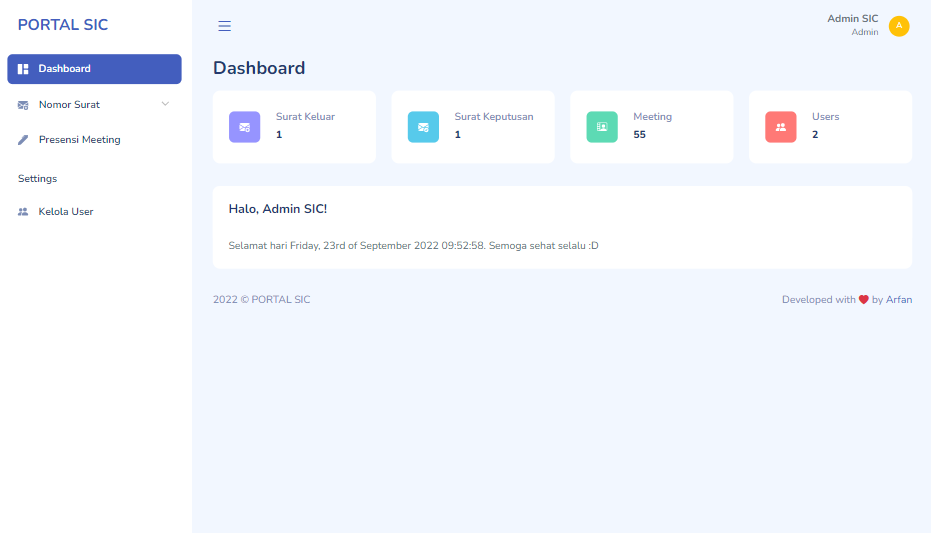 PORTAL SIC
Dashboard
Nomor Surat
Presensi Meeting
Settings
Kelola User
Admin SIC
Admin
A
Dashboard
Surat Keluar
1
Surat Keputusan
1
Meeting
55
Users
2
Halo, Admin SIC!
Selamat hari Friday, 23rd of September 2022 09:52:58. Semoga sehat selalu :D
2022 © PORTAL SIC
Developed with ❤ by Arfan